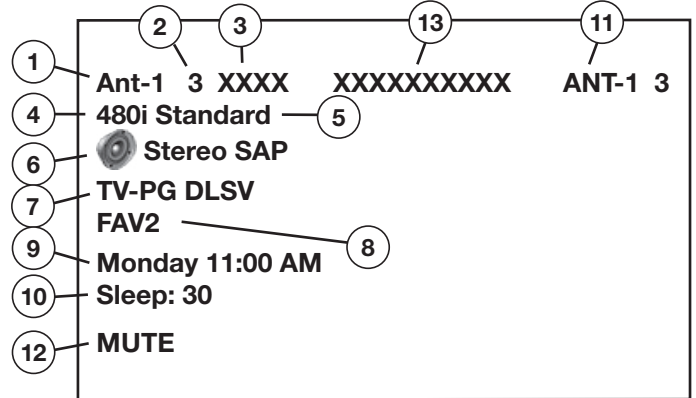 2 3 13 11
1 Ant-1 3 XXXX XXXXXXXXXX ANT-1 3
4 480i Standard 5
6 Stereo SAP
7 TV-PG DLSV
FAV2 8
9 Monday 11:00 AM
10 Sleep: 30
12 MUTE